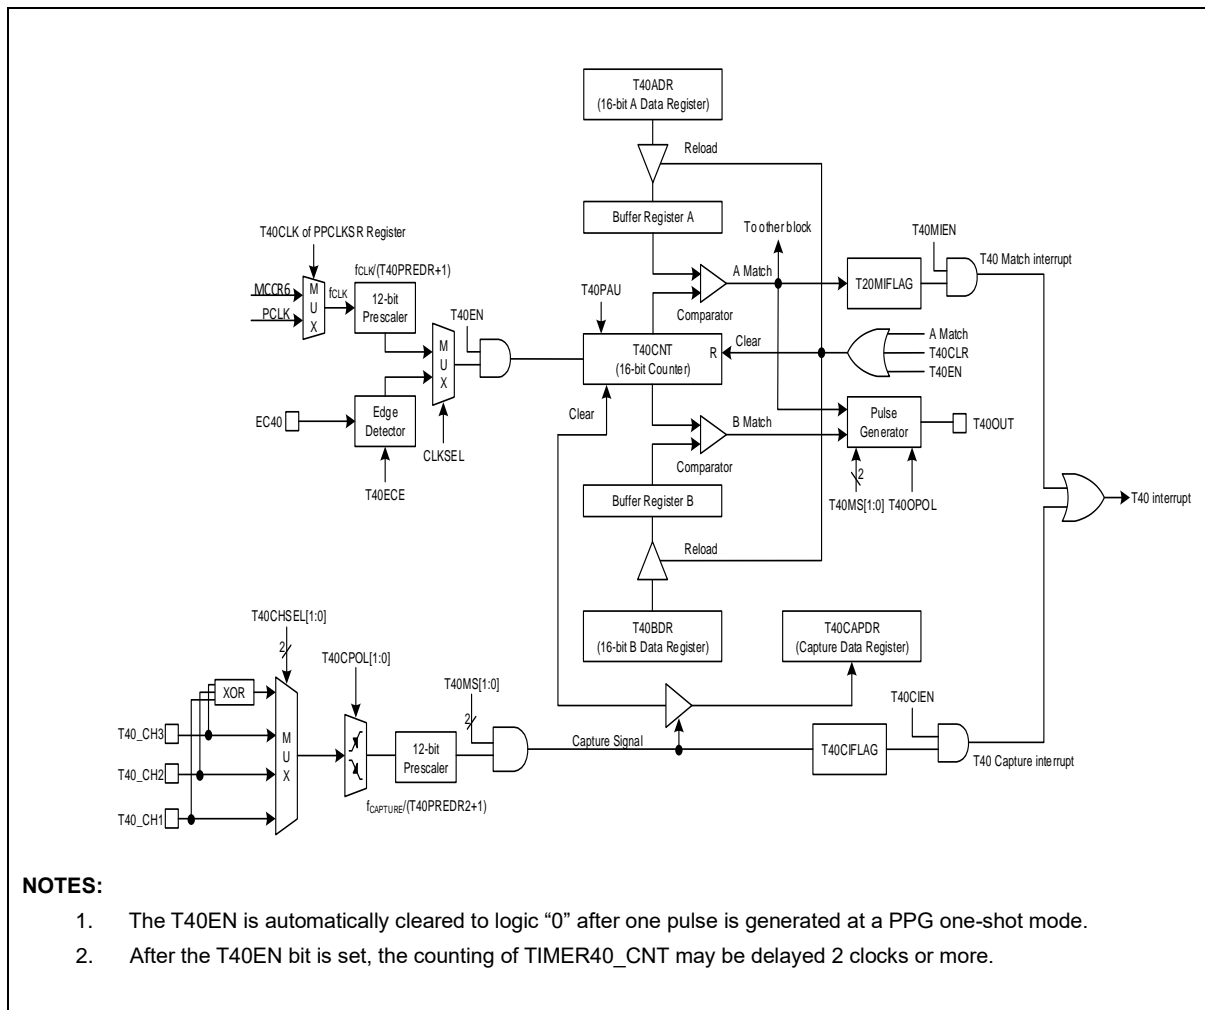 T40ADR
(16-bit A Data Register)
Reload
Buffer Register A
To other block
T40MIEN
T40 Match interrupt
T40CLK of PPCLKSR Register
fCLK/(T40PREDR+1)
A Match
T20MIFLAG
MCCR6
PCLK
M
U
X
fCLK
12-bit
Prescaler
T40PAU
Comparator
T40EN
M
U
X
T40CNT
(16-bit Counter)
R
Clear
A Match
T40CLR
T40EN
EC40
Edge
Detector
Clear
B Match
Pulse
Generator
T40OUT
CLKSEL
Comparator
T40ECE
2
Buffer Register B
T40MS[1:0]
T40OPOL
T40 interrupt
Reload
T40CHSEL[1:0]
T40BDR
(16-bit B Data Register)
T40CAPDR
(Capture Data Register)
2
T40CPOL[1:0]
XOR
T40MS[1:0]
2
T40CIEN
T40_CH3
M
U
X
12-bit
Prescaler
Capture Signal
T40CIFLAG
T40 Capture interrupt
T40_CH2
fCAPTURE/(T40PREDR2+1)
T40_CH1
NOTES:
1. The T40EN is automatically cleared to logic “0” after one pulse is generated at a PPG one-shot mode.
2. After the T40EN bit is set, the counting of TIMER40_CNT may be delayed 2 clocks or more.